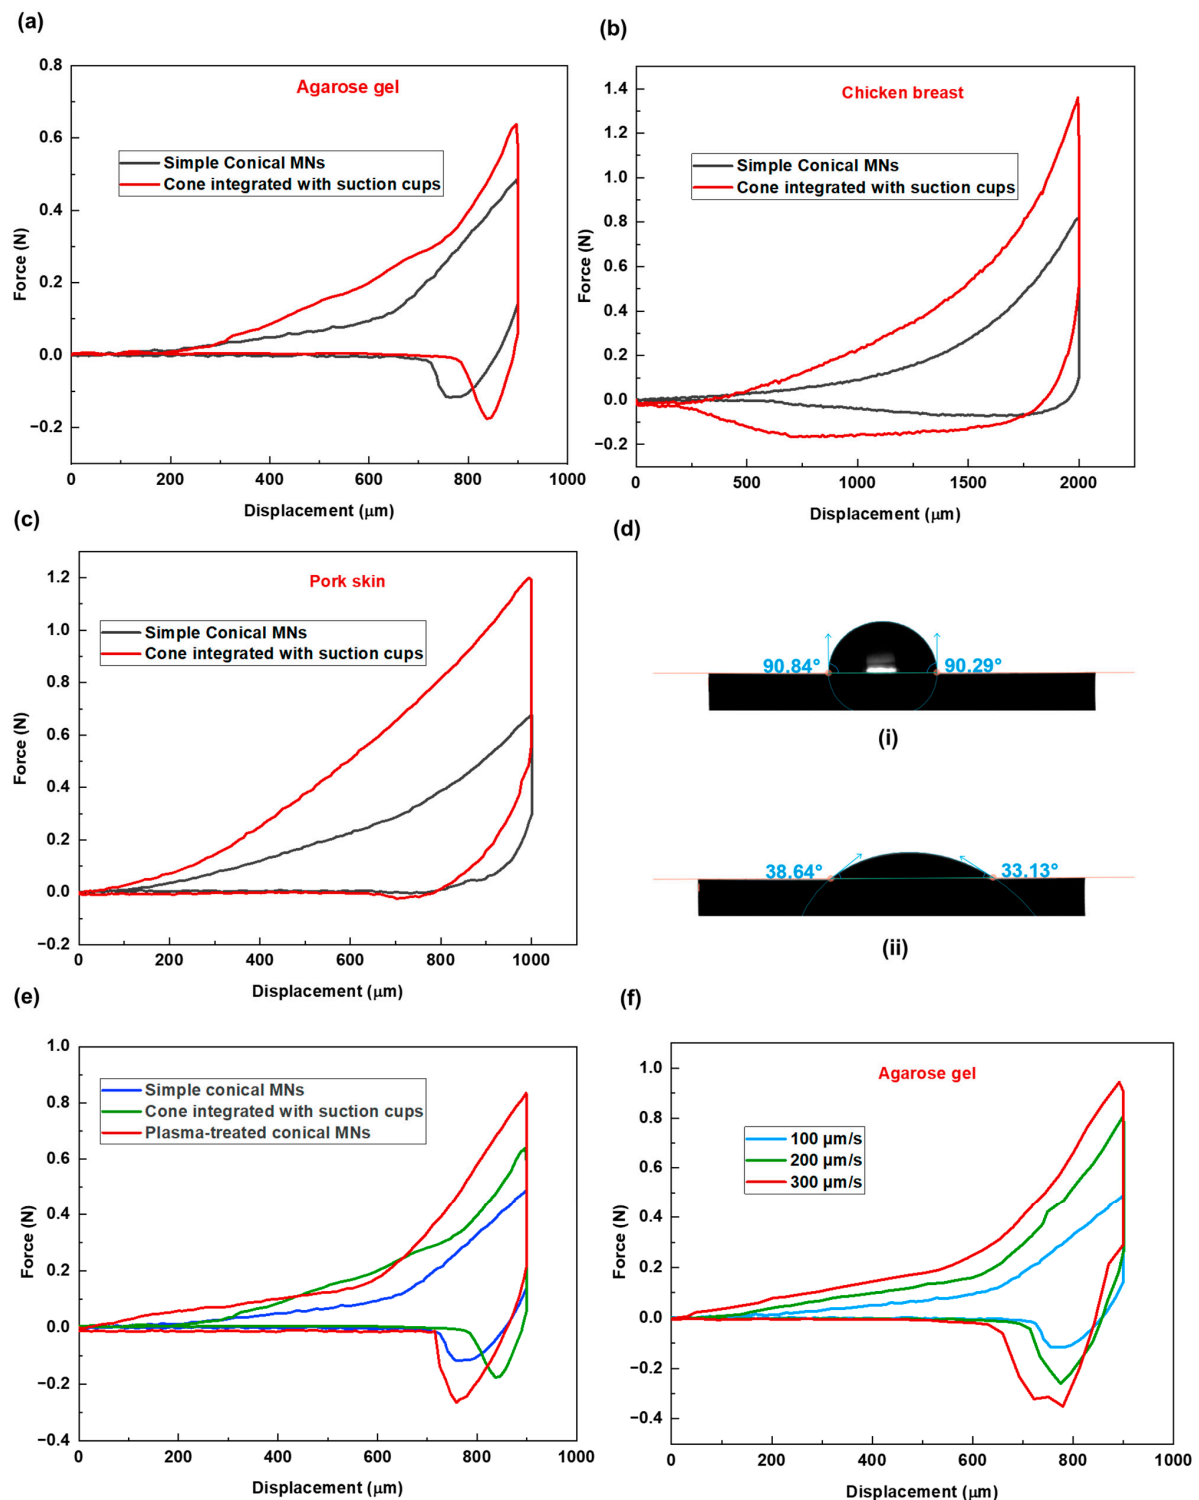 (a)
Agarose gel
Simple Conical MNs
Cone integrated with suction cups
0.8
0.6
0.4
0.2
0.0
−0.2
Force (N)
0 200 400 600 800 1000
Displacement (μm)
(b)
Chicken breast
Simple Conical MNs
Cone integrated with suction cups
1.4
1.2
1.0
0.8
0.6
0.4
0.2
0.0
−0.2
Force (N)
0 500 1000 1500 2000
Displacement (μm)
(c)
Pork skin
Simple Conical MNs
Cone integrated with suction cups
1.2
1.0
0.8
0.6
0.4
0.2
0.0
−0.2
Force (N)
0 200 400 600 800 1000
Displacement (μm)
(d)
90.84° 90.29°
(i)
38.64° 33.13°
(ii)
(e)
Simple conical MNs
Cone integrated with suction cups
Plasma-treated conical MNs
1.0
0.8
0.6
0.4
0.2
0.0
−0.2
−0.4
Force (N)
0 200 400 600 800 1000
Displacement (μm)
(f)
Agarose gel
100 μm/s
200 μm/s
300 μm/s
1.0
0.8
0.6
0.4
0.2
0.0
−0.2
−0.4
Force (N)
0 200 400 600 800 1000
Displacement (μm)